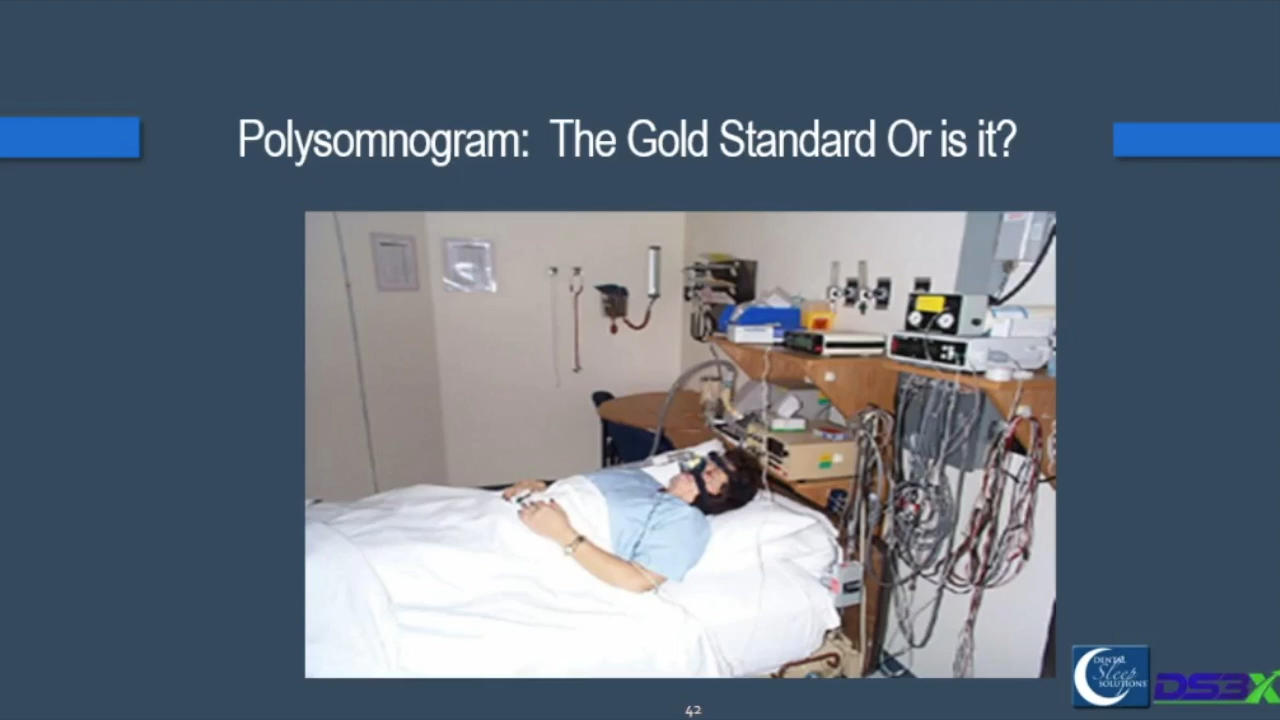 Polysomnogram: The Gold Standard Or is it?
DENTAL
Sleep
SOLUTIONS
DS3X
42